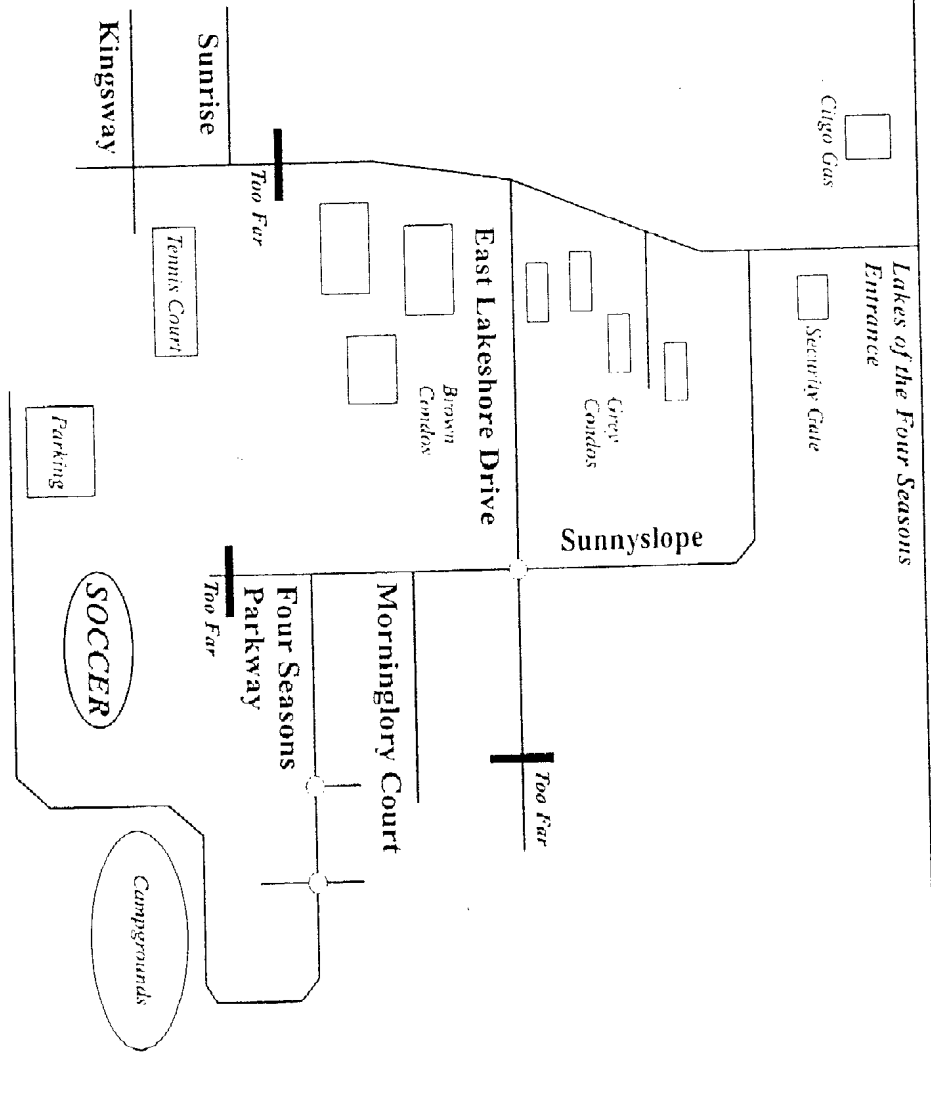 Lakes of the Four Seasons
Entrance
Citgo Gas
Security Gate
Sunnyslope
Grey
Condos
East Lakeshore Drive
Brown
Condos
Too Far
Morninglory Court
Four Seasons
Parkway
Too Far
Too Far
Sunrise
Kingsway
Tennis Court
Parking
SOCCER
Campgrounds